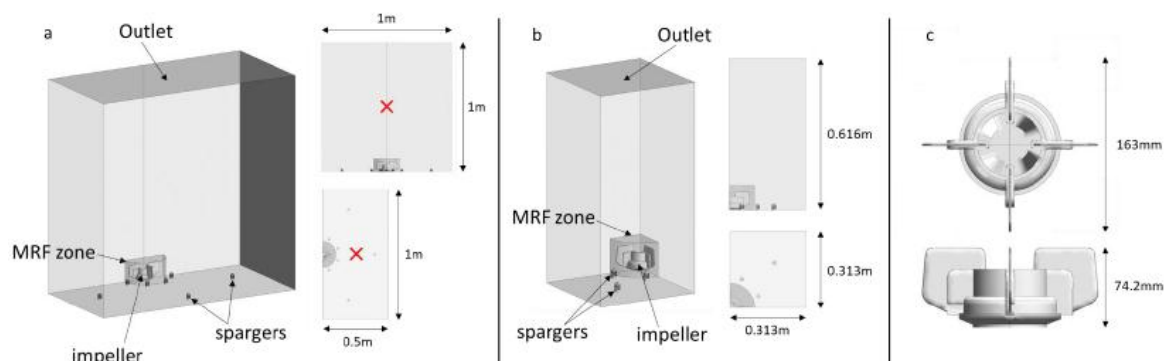 a
Outlet
MRF zone
impeller
spargers
1m
1m
1m
0.5m
b
Outlet
MRF zone
spargers
impeller
0.616m
0.313m
0.313m
c
163mm
74.2mm